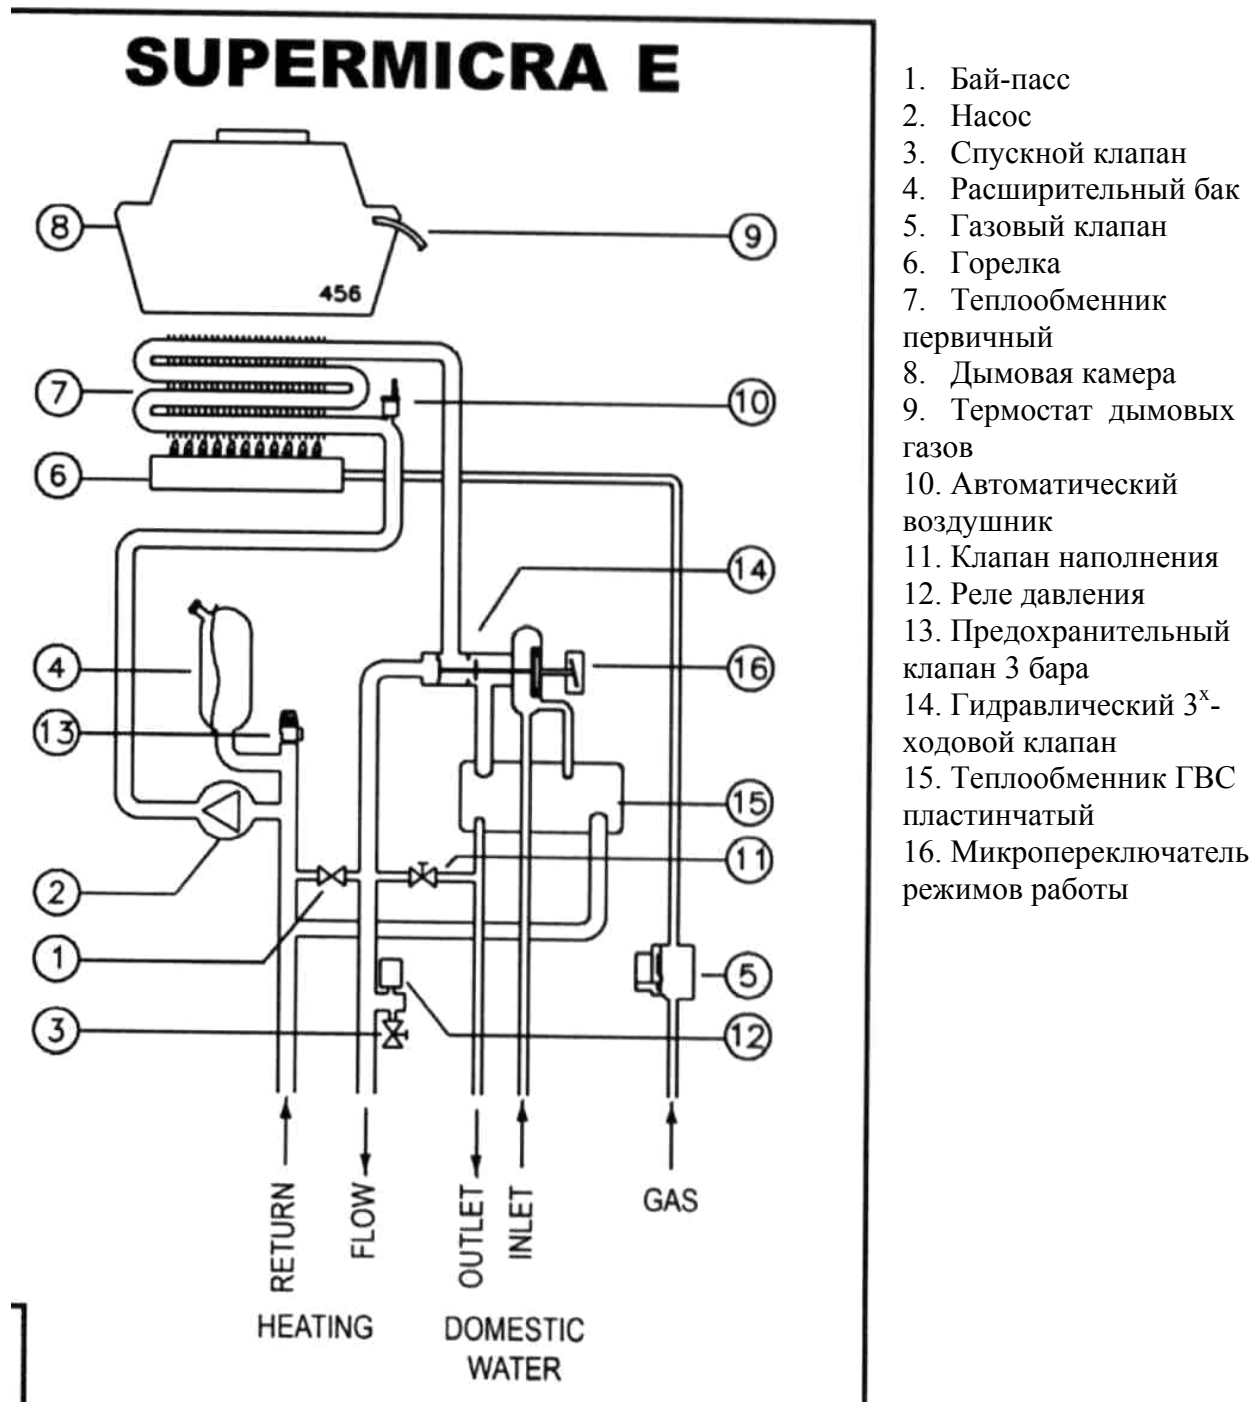 SUPERMICRA E
8
9
456
7
10
6
14
4
16
13
15
2
11
1
5
3
12
RETURN
FLOW
OUTLET
INLET
GAS
HEATING
DOMESTIC
WATER
1. Бай-пасс
2. Насос
3. Спускной клапан
4. Расширительный бак
5. Газовый клапан
6. Горелка
7. Теплообменник
первичный
8. Дымовая камера
9. Термостат дымовых
газов
10. Автоматический
воздушник
11. Клапан наполнения
12. Реле давления
13. Предохранительный
клапан 3 бара
14. Гидравлический 3х-
ходовой клапан
15. Теплообменник ГВС
пластинчатый
16. Микропереключатель
режимов работы